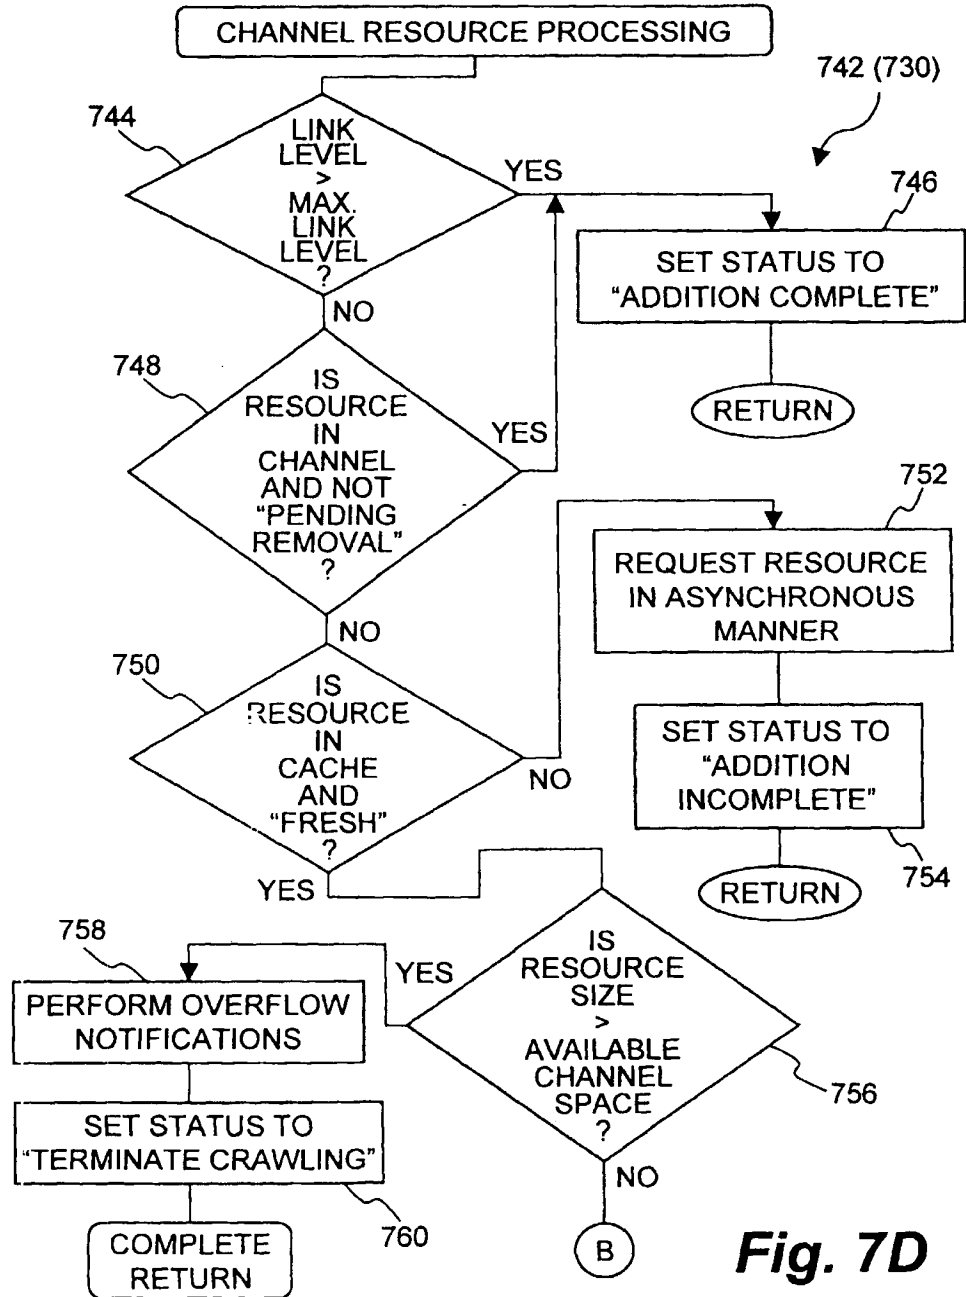 CHANNEL RESOURCE PROCESSING
742 (730)
744
LINK
LEVEL
>
MAX.
LINK
LEVEL
?
YES
NO
746
SET STATUS TO
“ADDITION COMPLETE”
RETURN
748
IS
RESOURCE
IN
CHANNEL
AND NOT
“PENDING
REMOVAL”
?
YES
NO
752
REQUEST RESOURCE
IN ASYNCHRONOUS
MANNER
SET STATUS TO
“ADDITION
INCOMPLETE”
754
RETURN
750
IS
RESOURCE
IN
CACHE
AND
“FRESH”
?
NO
YES
756
IS
RESOURCE
SIZE
>
AVAILABLE
CHANNEL
SPACE
?
YES
NO
758
PERFORM OVERFLOW
NOTIFICATIONS
SET STATUS TO
“TERMINATE CRAWLING”
760
COMPLETE
RETURN
B
Fig. 7D